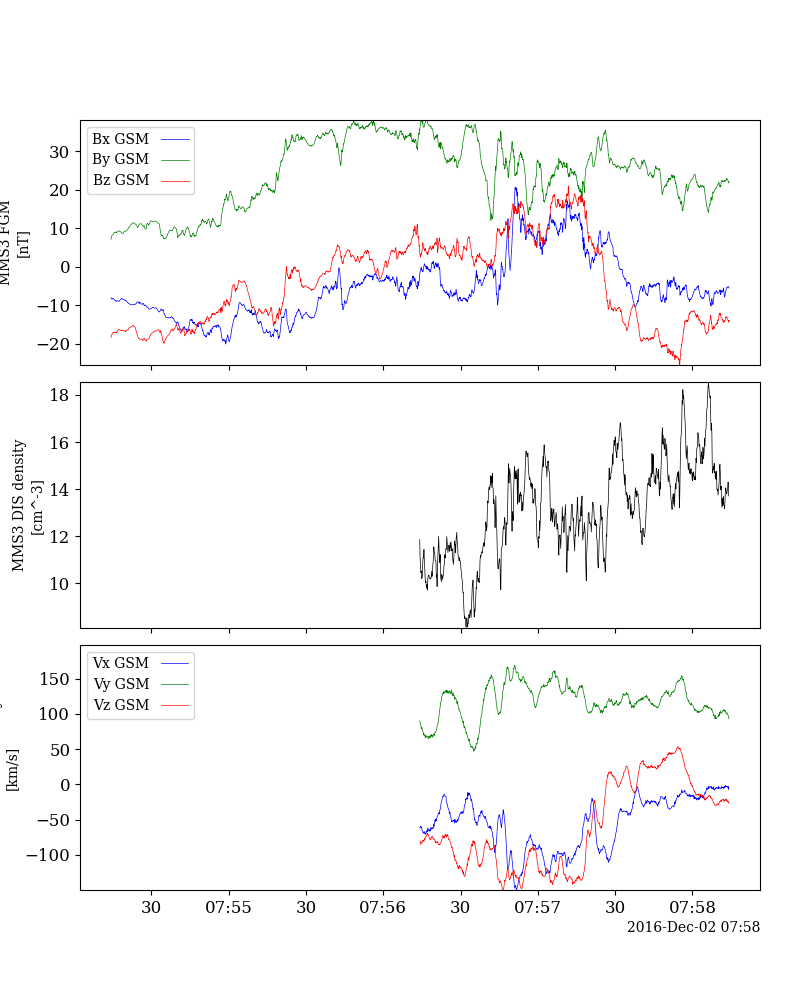 MMS3 FGM
[nT]
Bx GSM
By GSM
Bz GSM
30
20
10
0
−10
−20
MMS3 DIS density
[cm^-3]
18
16
14
12
10
[km/s]
Vx GSM
Vy GSM
Vz GSM
150
100
50
0
−50
−100
30 07:55 30 07:56 30 07:57 30 07:58
2016-Dec-02 07:58